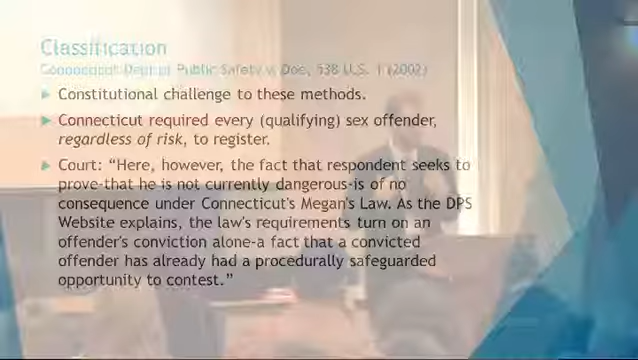 Classification
Connecticut Dept of Public Safety v. Doe, 538 U.S. 1 (2002)
Constitutional challenge to these methods.
Connecticut required every (qualifying) sex offender,
regardless of risk, to register.
Court: “Here, however, the fact that respondent seeks to
prove-that he is not currently dangerous-is of no
consequence under Connecticut's Megan's Law. As the DPS
Website explains, the law's requirements turn on an
offender's conviction alone-a fact that a convicted
offender has already had a procedurally safeguarded
opportunity to contest.”